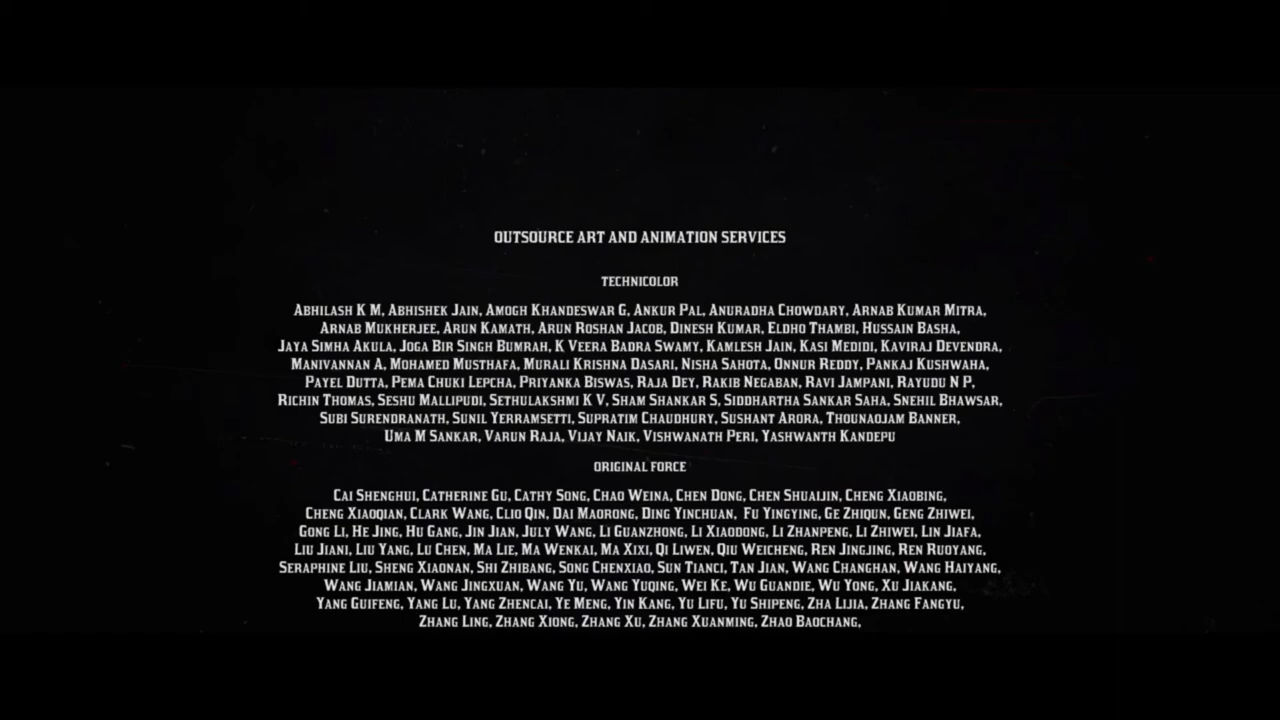 OUTSOURCE ART AND ANIMATION SERVICES
TECHNICOLOR
ABHILASH K M, ABHISHEK JAIN, AMOGH KHANDESWAR G, ANKUR PAL, ANURADHA CHOWDARY, ARNAB KUMAR MITRA,
ARNAB MUKHERJEE, ARUN KAMATH, ARUN ROSHAN JACOB, DINESH KUMAR, ELDHO THAMBI, HUSSAIN BASHA,
JAYA SIMHA AKULA, JOGA BIR SINGH BUMRAH, K VEERA BADRA SWAMY, KAMLESH JAIN, KASI MEDIDI, KAVIRAJ DEVENDRA,
MANIVANNAN A, MOHAMED MUSTHAFA, MURALI KRISHNA DASARI, NISHA SAHOTA, ONNUR REDDY, PANKAJ KUSHWAHA,
PAYEL DUTTA, PEMA CHUKI LEPCHA, PRIYANKA BISWAS, RAJA DEY, RAKIB NEGABAN, RAVI JAMPANI, RAYUDU N P,
RICHIN THOMAS, SESHU MALLIPUDI, SETHULAKSHMI K V, SHAM SHANKAR S, SIDDHARTHA SANKAR SAHA, SNEHIL BHAWSAR,
SUBI SURENDRANATH, SUNIL YERRAMSETTI, SUPRATIM CHAUDHURY, SUSHANT ARORA, THOUNAOJAM BANNER,
UMA M SANKAR, VARUN RAJA, VIJAY NAIK, VISHWANATH PERI, YASHWANTH KANDEPU
ORIGINAL FORCE
CAI SHENGHUI, CATHERINE GU, CATHY SONG, CHAO WEINA, CHEN DONG, CHEN SHUAIJIN, CHENG XIAOBING,
CHENG XIAOQIAN, CLARK WANG, CLIO QIN, DAI MAORONG, DING YINCHUAN, FU YINGYING, GE ZHIQUN, GENG ZHIWEI,
GONG LI, HE JING, HU GANG, JIN JIAN, JULY WANG, LI GUANZHONG, LI XIAODONG, LI ZHANPENG, LI ZHIWEI, LIN JIAFA,
LIU JIANI, LIU YANG, LU CHEN, MA LIE, MA WENKAI, MA XIXI, QI LIWEN, QIU WEICHENG, REN JINGJING, REN RUOYANG,
SERAPHINE LIU, SHENG XIAONAN, SHI ZHIBANG, SONG CHENXIAO, SUN TIANCI, TAN JIAN, WANG CHANGHAN, WANG HAIYANG,
WANG JIAMIAN, WANG JINGXUAN, WANG YU, WANG YUQING, WEI KE, WU GUANDIE, WU YONG, XU JIAKANG,
YANG GUIFENG, YANG LU, YANG ZHENCAI, YE MENG, YIN KANG, YU LIFU, YU SHIPENG, ZHA LIJIA, ZHANG FANGYU,
ZHANG LING, ZHANG XIONG, ZHANG XU, ZHANG XUANMING, ZHAO BAOCHANG,